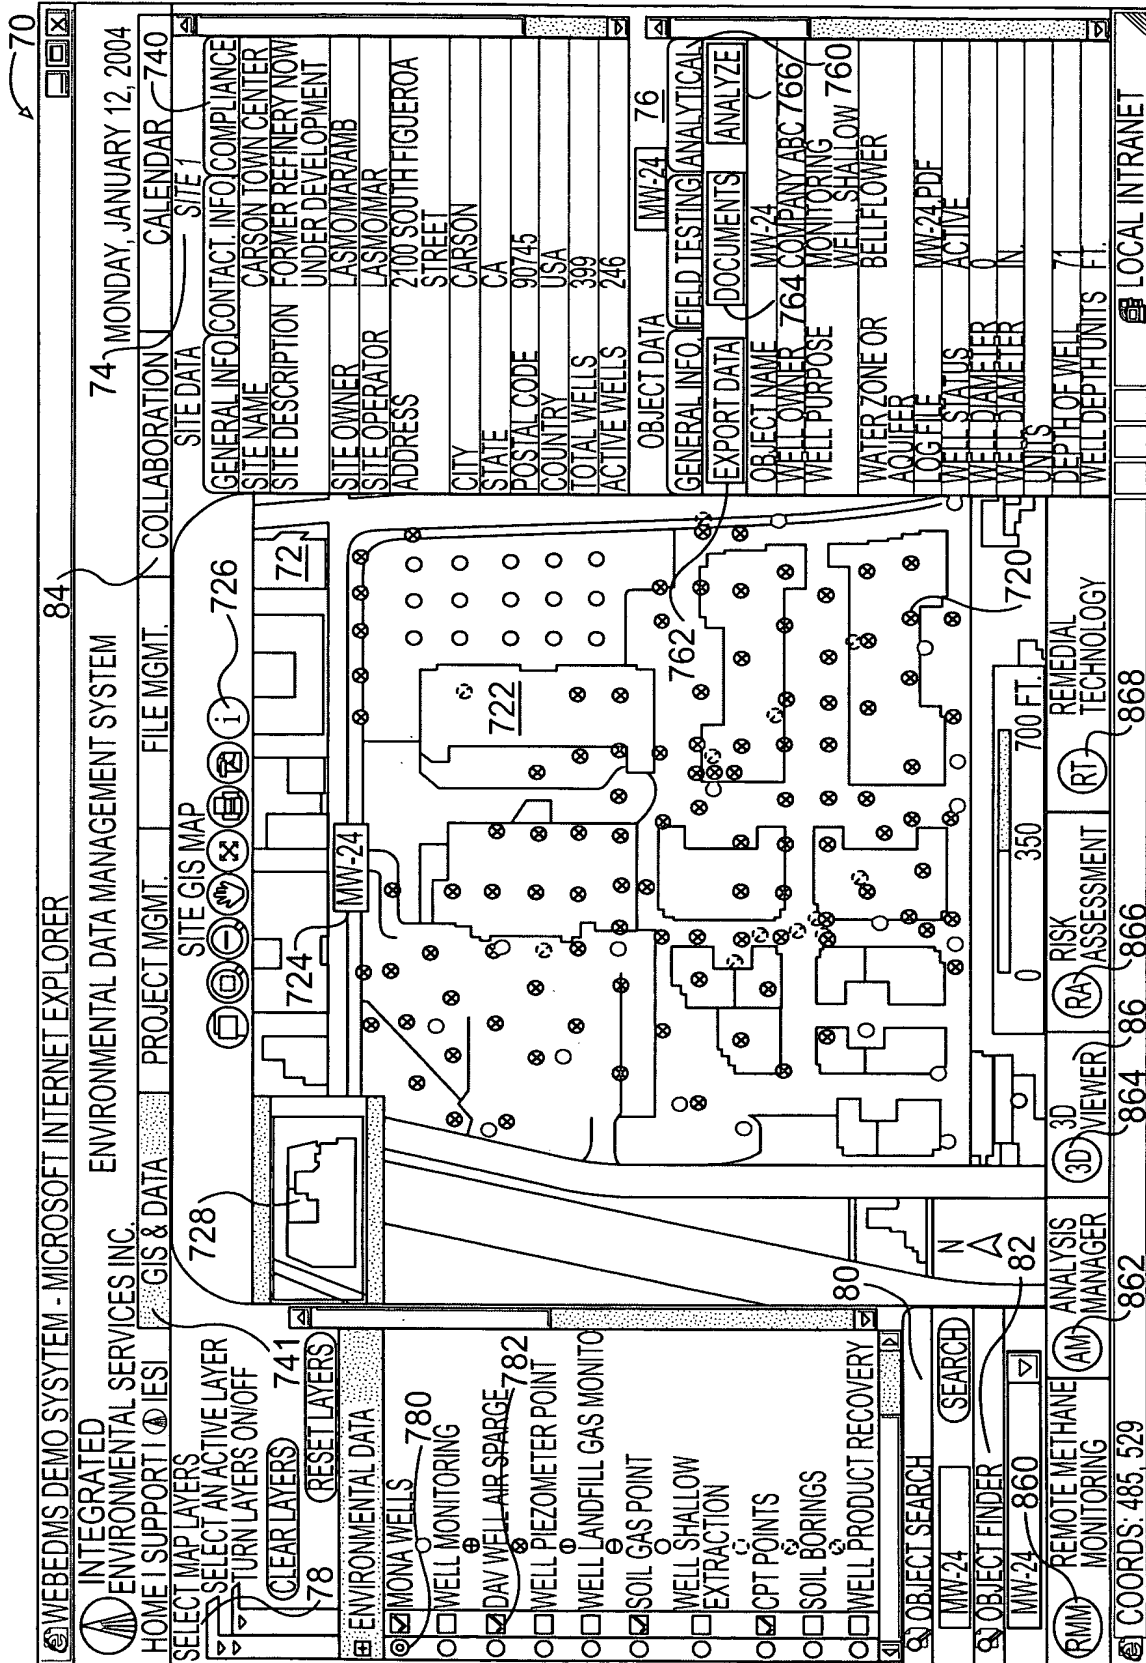 70
WEBEDMS DEMO SYSYTEM - MICROSOFT INTERNET EXPLORER
84
INTEGRATED
ENVIRONMENTAL SERVICES INC.
ENVIRONMENTAL DATA MANAGEMENT SYSTEM
74
MONDAY, JANUARY 12, 2004
HOME | SUPPORT | IESI
GIS & DATA
PROJECT MGMT.
FILE MGMT.
COLLABORATION
CALENDAR
740
SELECT MAP LAYERS
SELECT AN ACTIVE LAYER
TURN LAYERS ON/OFF
CLEAR LAYERS
RESET LAYERS
78
741
ENVIRONMENTAL DATA
MONA WELLS
780
WELL MONITORING
DAV WELL AIR SPARGE
782
WELL PIEZOMETER POINT
WELL LANDFILL GAS MONITO
SOIL GAS POINT
WELL SHALLOW
EXTRACTION
CPT POINTS
SOIL BORINGS
WELL PRODUCT RECOVERY
80
OBJECT SEARCH
MW-24
SEARCH
OBJECT FINDER
82
MW-24
860
SITE GIS MAP
i
726
728
724
MW-24
72
722
762
720
N
0
350
700 FT.
SITE DATA
SITE 1
GENERAL INFO
CONTACT. INFO
COMPLIANCE
SITE NAME
CARSON TOWN CENTER
SITE DESCRIPTION
FORMER REFINERY NOW
UNDER DEVELOPMENT
SITE OWNER
LASMO/MAR/AMB
SITE OPERATOR
LASMO/MAR
ADDRESS
2100 SOUTH FIGUEROA
STREET
CITY
CARSON
STATE
CA
POSTAL CODE
90745
COUNTRY
USA
TOTAL WELLS
399
ACTIVE WELLS
246
OBJECT DATA
MW-24
76
GENERAL INFO.
FIELD TESTING
ANALYTICAL
EXPORT DATA
DOCUMENTS
ANALYZE
OBJECT NAME
MW-24
WELL OWNER
764
COMPANY ABC
766
WELL PURPOSE
MONITORING
WELL, SHALLOW
760
WATER ZONE OR
AQUIFER
BELLFLOWER
LOG FILE
MW-24.PDF
WELL STATUS
ACTIVE
WELL DAMETER
0
WELL DAMETER
UNITS
IN.
DEPTH OF WELL
71
WELL DEPTH UNITS
FT.
RMM
REMOTE METHANE
MONITORING
AM
ANALYSIS
MANAGER
3D
3D
VIEWER
RA
RISK
ASSESSMENT
RT
REMEDIAL
TECHNOLOGY
COORDS: 485, 529
862
864
86
866
868
LOCAL INTRANET